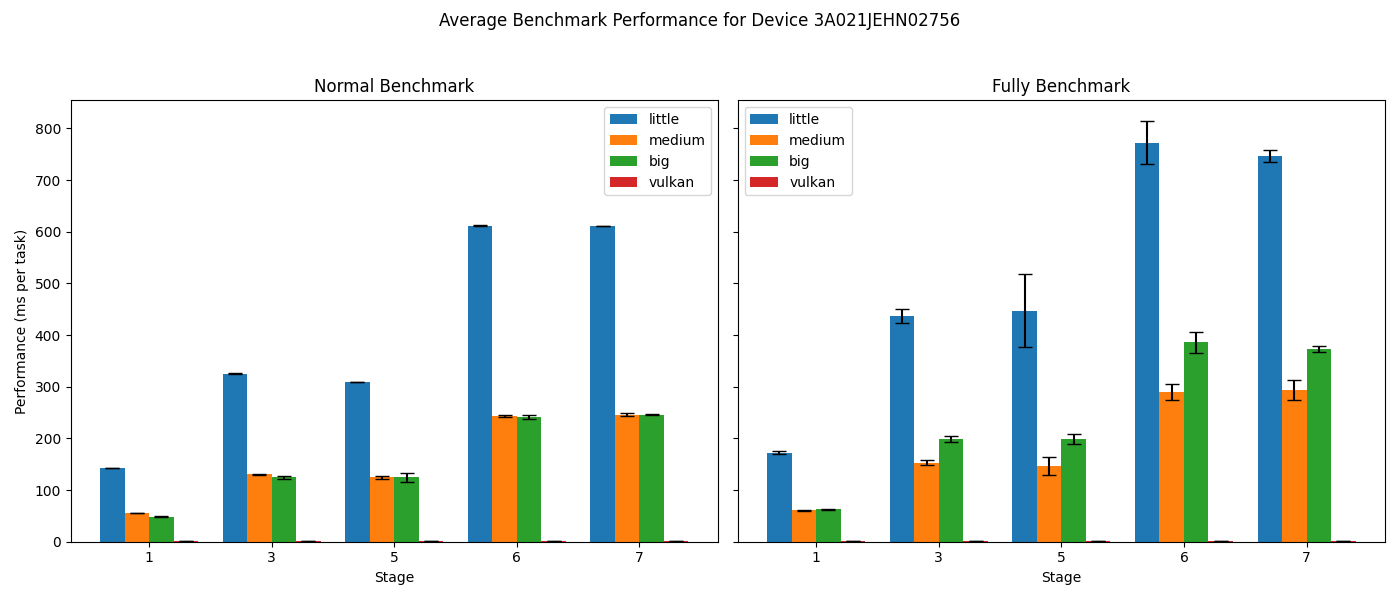 Average Benchmark Performance for Device 3A021JEHN02756
Normal Benchmark
Performance (ms per task)
800
700
600
500
400
300
200
100
0
little
medium
big
vulkan
1 3 5 6 7
Stage
Fully Benchmark
little
medium
big
vulkan
1 3 5 6 7
Stage